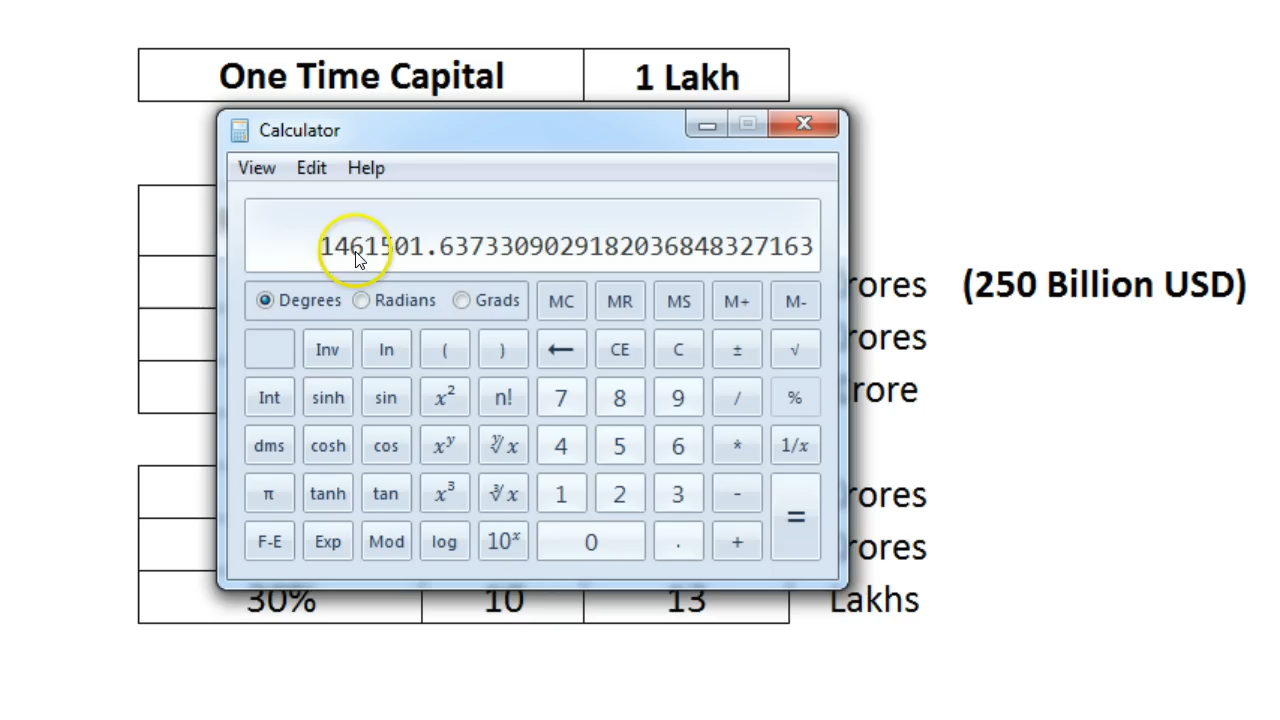 One Time Capital 1 Lakh
Calculator
View Edit Help
1461501.6373309029182036848327163
Degrees Radians Grads MC MR MS M+ M-
rores (250 Billion USD)
Inv ln ( ) ← CE C ± √
rores
Int sinh sin x² n! 7 8 9 / %
rore
dms cosh cos xʸ ʸ√x 4 5 6 * 1/x
π tanh tan x³ ³√x 1 2 3 - =
rores
F-E Exp Mod log 10ˣ 0 . +
rores
30% 10 13 Lakhs